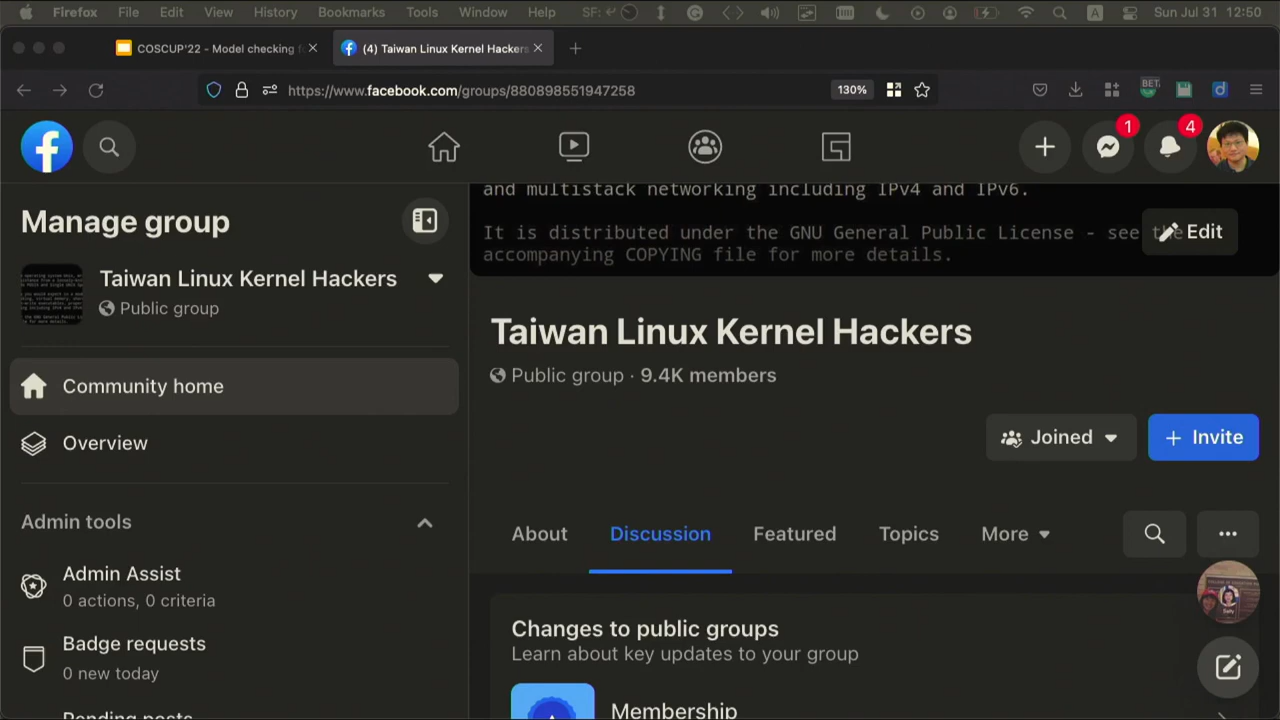 Firefox File Edit View History Bookmarks Tools Window Help SF: Sun Jul 31 12:50
COSCUP'22 - Model checking f
(4) Taiwan Linux Kernel Hackers
https://www.facebook.com/groups/880898551947258
130%
BET
1
4
Manage group
Taiwan Linux Kernel Hackers
Public group
Community home
Overview
Admin tools
Admin Assist
0 actions, 0 criteria
Badge requests
0 new today
Pending posts
and multistack networking including IPv4 and IPv6.
It is distributed under the GNU General Public License - see the
accompanying COPYING file for more details.
Edit
Taiwan Linux Kernel Hackers
Public group · 9.4K members
Joined
+ Invite
About Discussion Featured Topics More
Changes to public groups
Learn about key updates to your group
Membership